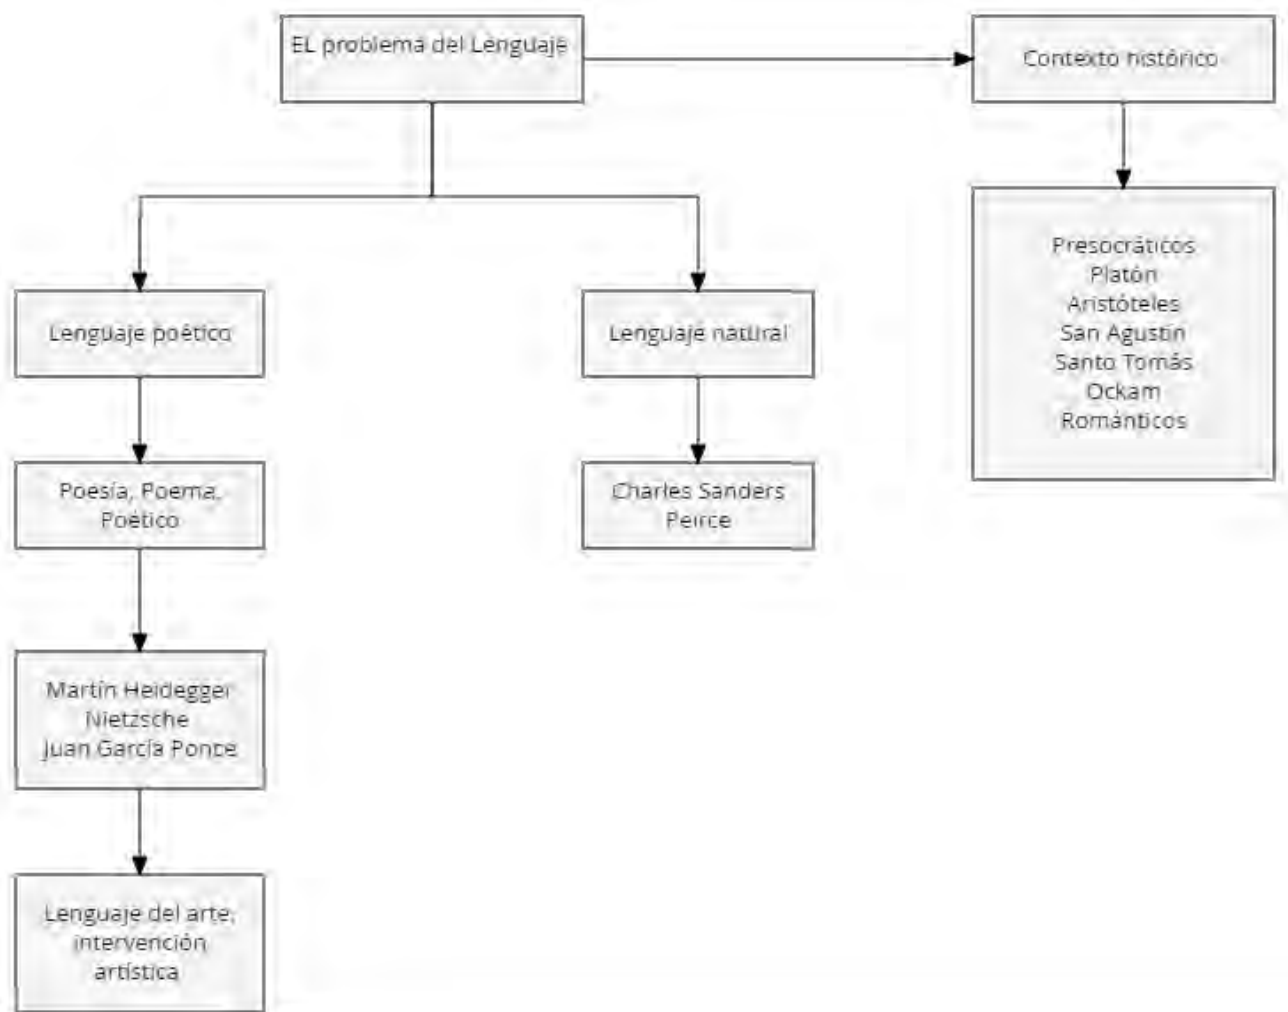 EL problema del Lenguaje
Contexto histórico
Presocráticos
Platón
Aristóteles
San Agustín
Santo Tomás
Ockam
Románticos
Lenguaje poético
Lenguaje natural
Poesía, Poema,
Poético
Charles Sanders
Peirce
Martín Heidegger
Nietzsche
Juan García Ponce
Lenguaje del arte,
intervención
artística